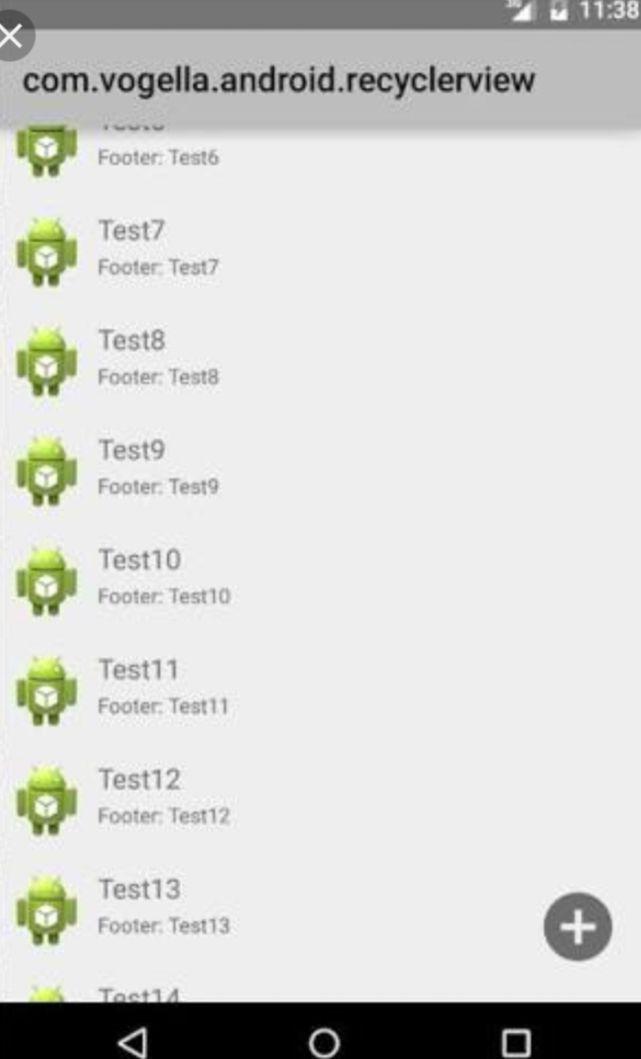 11:38
com.vogella.android.recyclerview
Footer: Test6
Test7
Footer: Test7
Test8
Footer: Test8
Test9
Footer: Test9
Test10
Footer: Test10
Test11
Footer: Test11
Test12
Footer: Test12
Test13
Footer: Test13
Test14